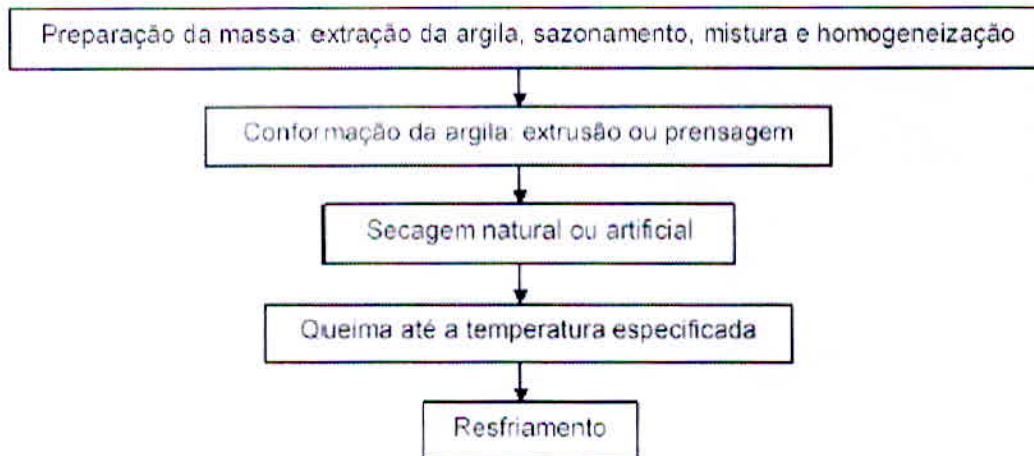 Preparação da massa: extração da argila, sazonamento, mistura e homogeneização
Conformação da argila: extrusão ou prensagem
Secagem natural ou artificial
Queima até a temperatura especificada
Resfriamento